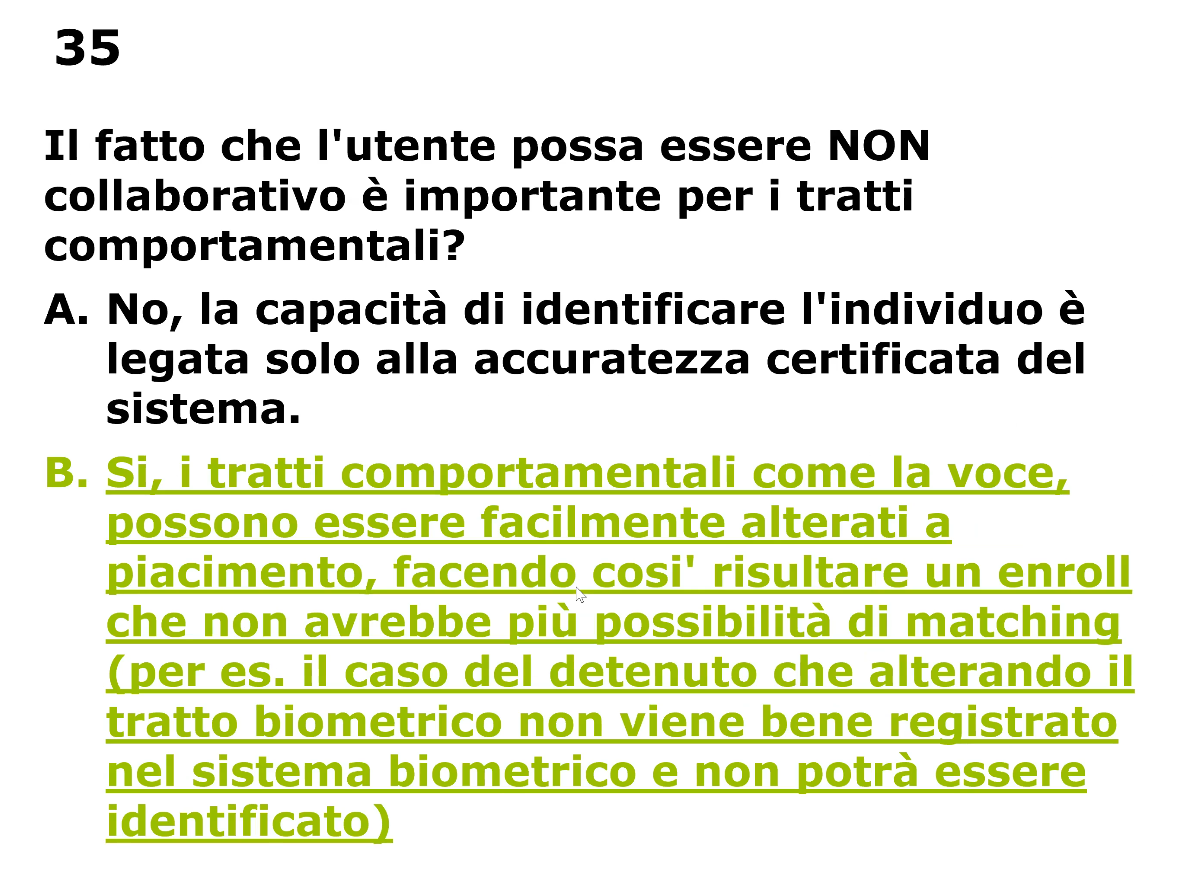 35
Il fatto che l'utente possa essere NON
collaborativo è importante per i tratti
comportamentali?
A. No, la capacità di identificare l'individuo è
legata solo alla accuratezza certificata del
sistema.
B. Si, i tratti comportamentali come la voce,
possono essere facilmente alterati a
piacimento, facendo cosi' risultare un enroll
che non avrebbe più possibilità di matching
(per es. il caso del detenuto che alterando il
tratto biometrico non viene bene registrato
nel sistema biometrico e non potrà essere
identificato)